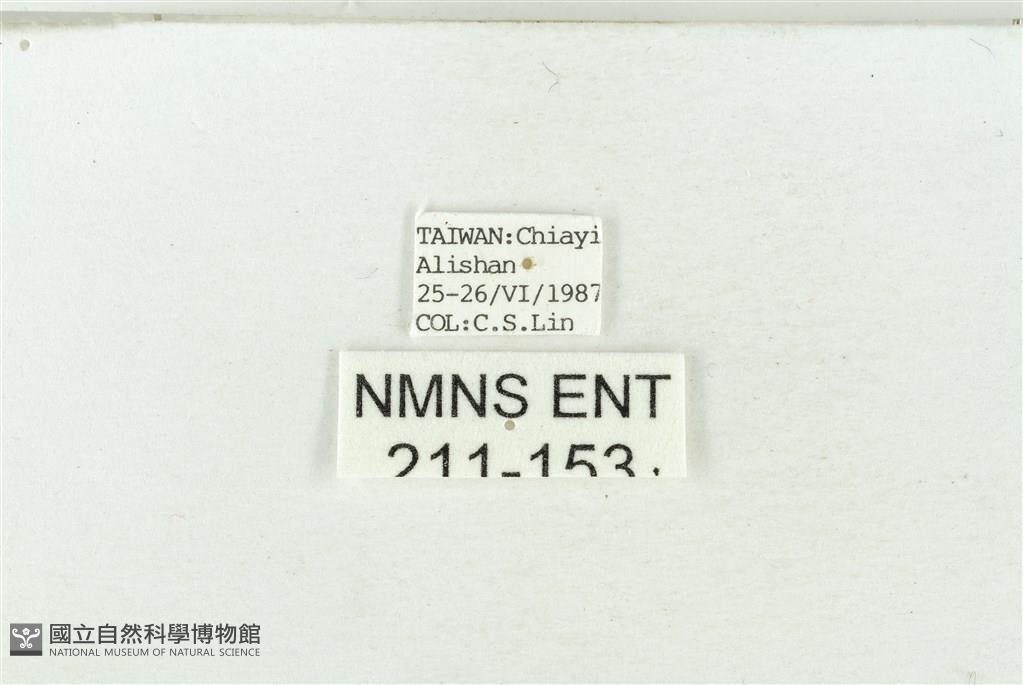 TAIWAN:Chiayi
Alishan
25-26/VI/1987
COL:C.S.Lin
NMNS ENT
211-153
國立自然科學博物館
NATIONAL MUSEUM OF NATURAL SCIENCE